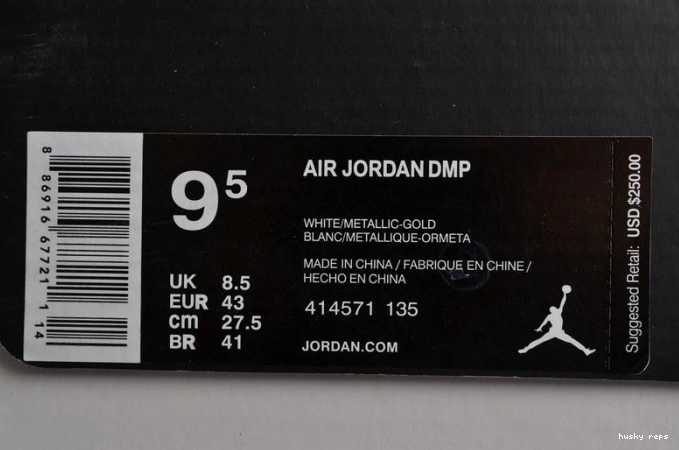 8 86916 67721 1 14
9⁵
UK 8.5
EUR 43
cm 27.5
BR 41
AIR JORDAN DMP
WHITE/METALLIC-GOLD
BLANC/METALLIQUE-ORMETA
MADE IN CHINA / FABRIQUE EN CHINE /
HECHO EN CHINA
414571 135
JORDAN.COM
Suggested Retail: USD $250.00
husky reps